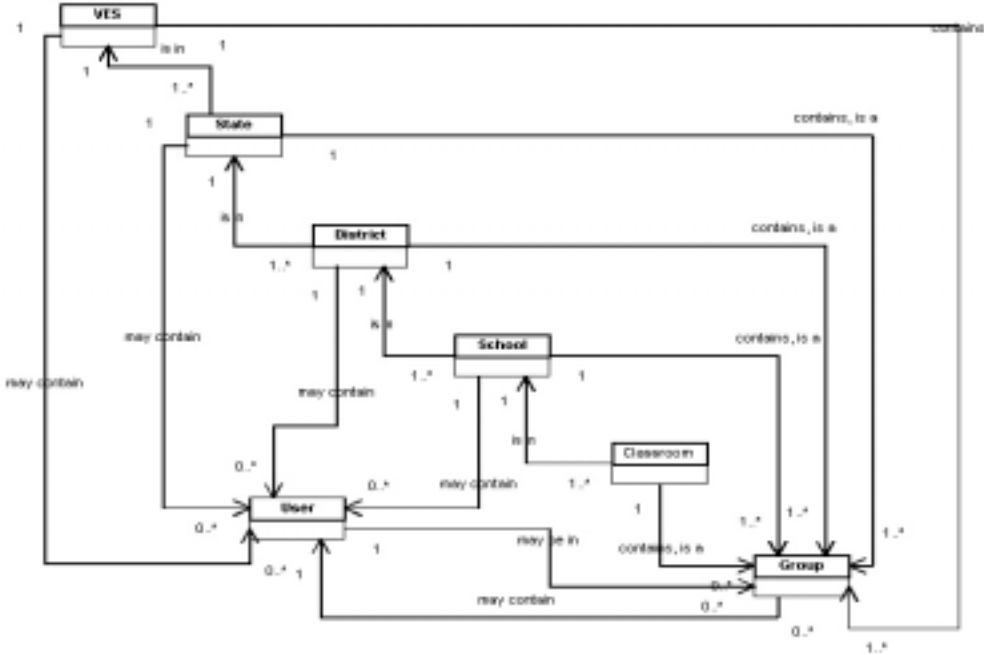 VES
1
contains
is in
1
1
1..*
1
State
contains, is a
1
1
is n
District
contains, is a
1..*
1
1
1
is n
may contain
School
contains, is a
may contain
1..*
1
may contain
1
1
is n
Classroom
0..*
0..*
may contain
1..*
User
1
1..*
1..*
0..*
1..*
may be in
contains, is a
1
Group
0..*
1
0..*
may contain
0..*
0..*
1..*